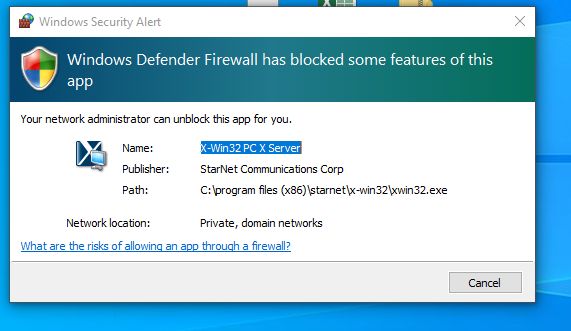 Windows Security Alert
Windows Defender Firewall has blocked some features of this
app
Your network administrator can unblock this app for you.
Name: X-Win32 PC X Server
Publisher: StarNet Communications Corp
Path: C:\program files (x86)\starnet\x-win32\xwin32.exe
Network location: Private, domain networks
What are the risks of allowing an app through a firewall?
Cancel